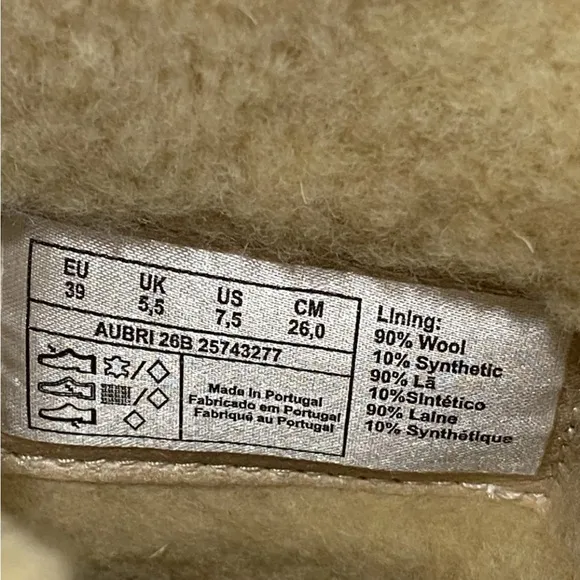 EU UK US CM
39 5,5 7,5 26,0
AUBRI 26B 25743277
Made in Portugal
Fabricado em Portugal
Fabriqué au Portugal
Lining:
90% Wool
10% Synthetic
90% Lã
10%Sintético
90% Laine
10% Synthétique